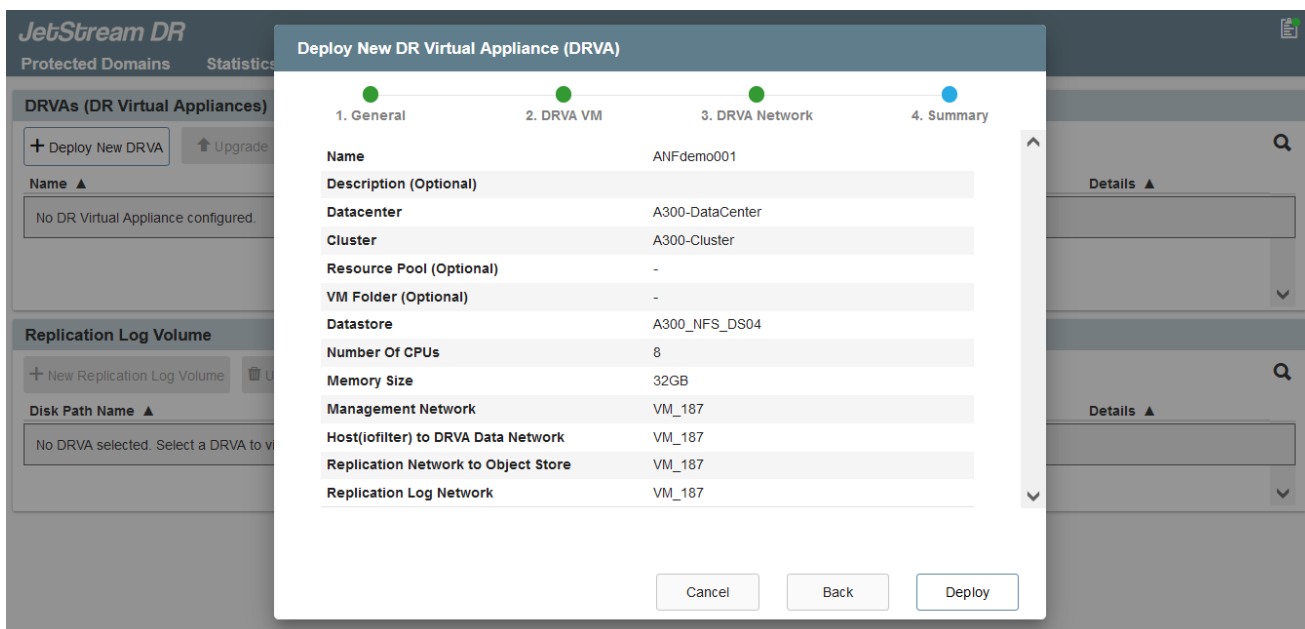 JetStream DR
Protected Domains Statistics
DRVAs (DR Virtual Appliances)
+ Deploy New DRVA Upgrade
Name ▲ Details ▲
No DR Virtual Appliance configured.
Replication Log Volume
+ New Replication Log Volume U
Disk Path Name ▲ Details ▲
No DRVA selected. Select a DRVA to vi
Deploy New DR Virtual Appliance (DRVA)
1. General 2. DRVA VM 3. DRVA Network 4. Summary
Name ANFdemo001
Description (Optional)
Datacenter A300-DataCenter
Cluster A300-Cluster
Resource Pool (Optional) -
VM Folder (Optional) -
Datastore A300_NFS_DS04
Number Of CPUs 8
Memory Size 32GB
Management Network VM_187
Host(iofilter) to DRVA Data Network VM_187
Replication Network to Object Store VM_187
Replication Log Network VM_187
Cancel Back Deploy